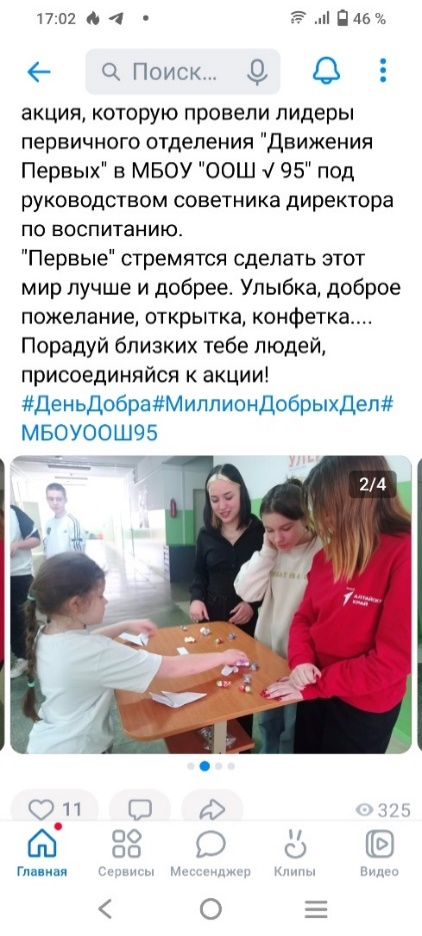 17:02
46 %
Поиск...
акция, которую провели лидеры
первичного отделения "Движения
Первых" в МБОУ "ООШ √ 95" под
руководством советника директора
по воспитанию.
"Первые" стремятся сделать этот
мир лучше и добрее. Улыбка, доброе
пожелание, открытка, конфетка....
Порадуй близких тебе людей,
присоединяйся к акции!
#ДеньДобра#МиллионДобрыхДел#
МБОУООШ95
2/4
АЛТАЙСКИЙ
КРАЙ
11
325
Главная
Сервисы
Мессенджер
Клипы
Видео